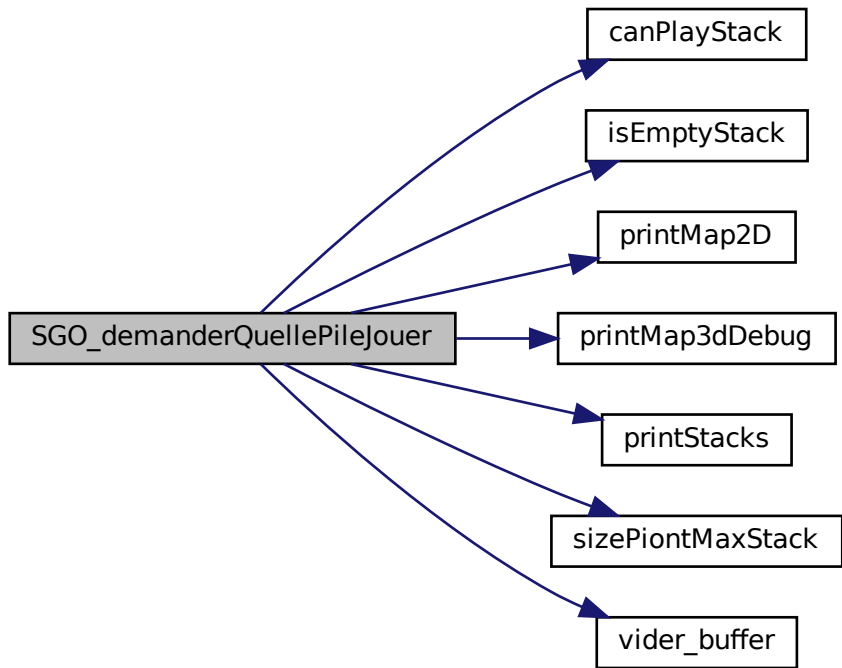 canPlayStack
isEmptyStack
printMap2D
SGO_demanderQuellePileJouer
printMap3dDebug
printStacks
sizePiontMaxStack
vider_buffer